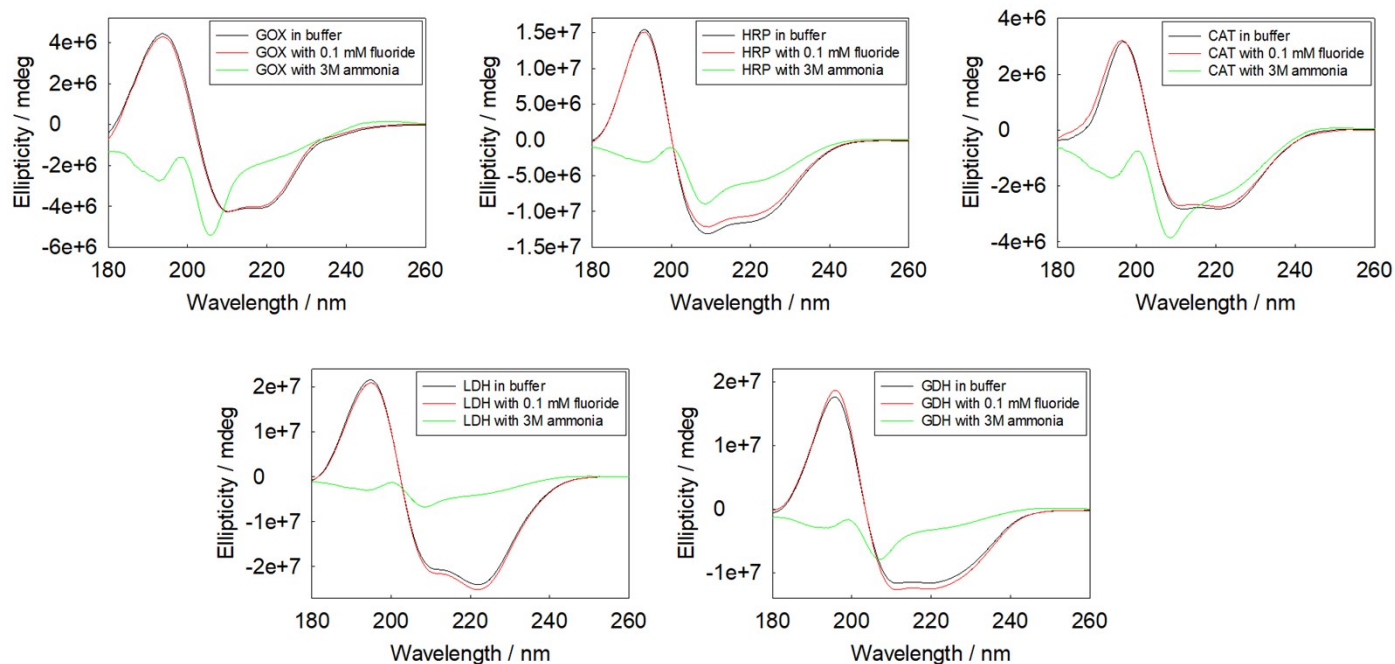 GOX in buffer
GOX with 0.1 mM fluoride
GOX with 3M ammonia
4e+6
2e+6
0
-2e+6
-4e+6
-6e+6
Ellipticity / mdeg
180 200 220 240 260
Wavelength / nm
HRP in buffer
HRP with 0.1 mM fluoride
HRP with 3M ammonia
1.5e+7
1.0e+7
5.0e+6
0.0
-5.0e+6
-1.0e+7
-1.5e+7
Ellipticity / mdeg
180 200 220 240 260
Wavelength / nm
CAT in buffer
CAT with 0.1 mM fluoride
CAT with 3M ammonia
4e+6
2e+6
0
-2e+6
-4e+6
Ellipticity / mdeg
180 200 220 240 260
Wavelength / nm
LDH in buffer
LDH with 0.1 mM fluoride
LDH with 3M ammonia
2e+7
1e+7
0
-1e+7
-2e+7
Ellipticity / mdeg
180 200 220 240 260
Wavelength / nm
GDH in buffer
GDH with 0.1 mM fluoride
GDH with 3M ammonia
2e+7
1e+7
0
-1e+7
Ellipticity / mdeg
180 200 220 240 260
Wavelength / nm